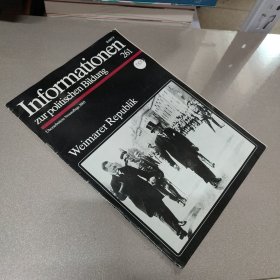 Informationen
zur politischen Bildung
261
Weimarer Republik